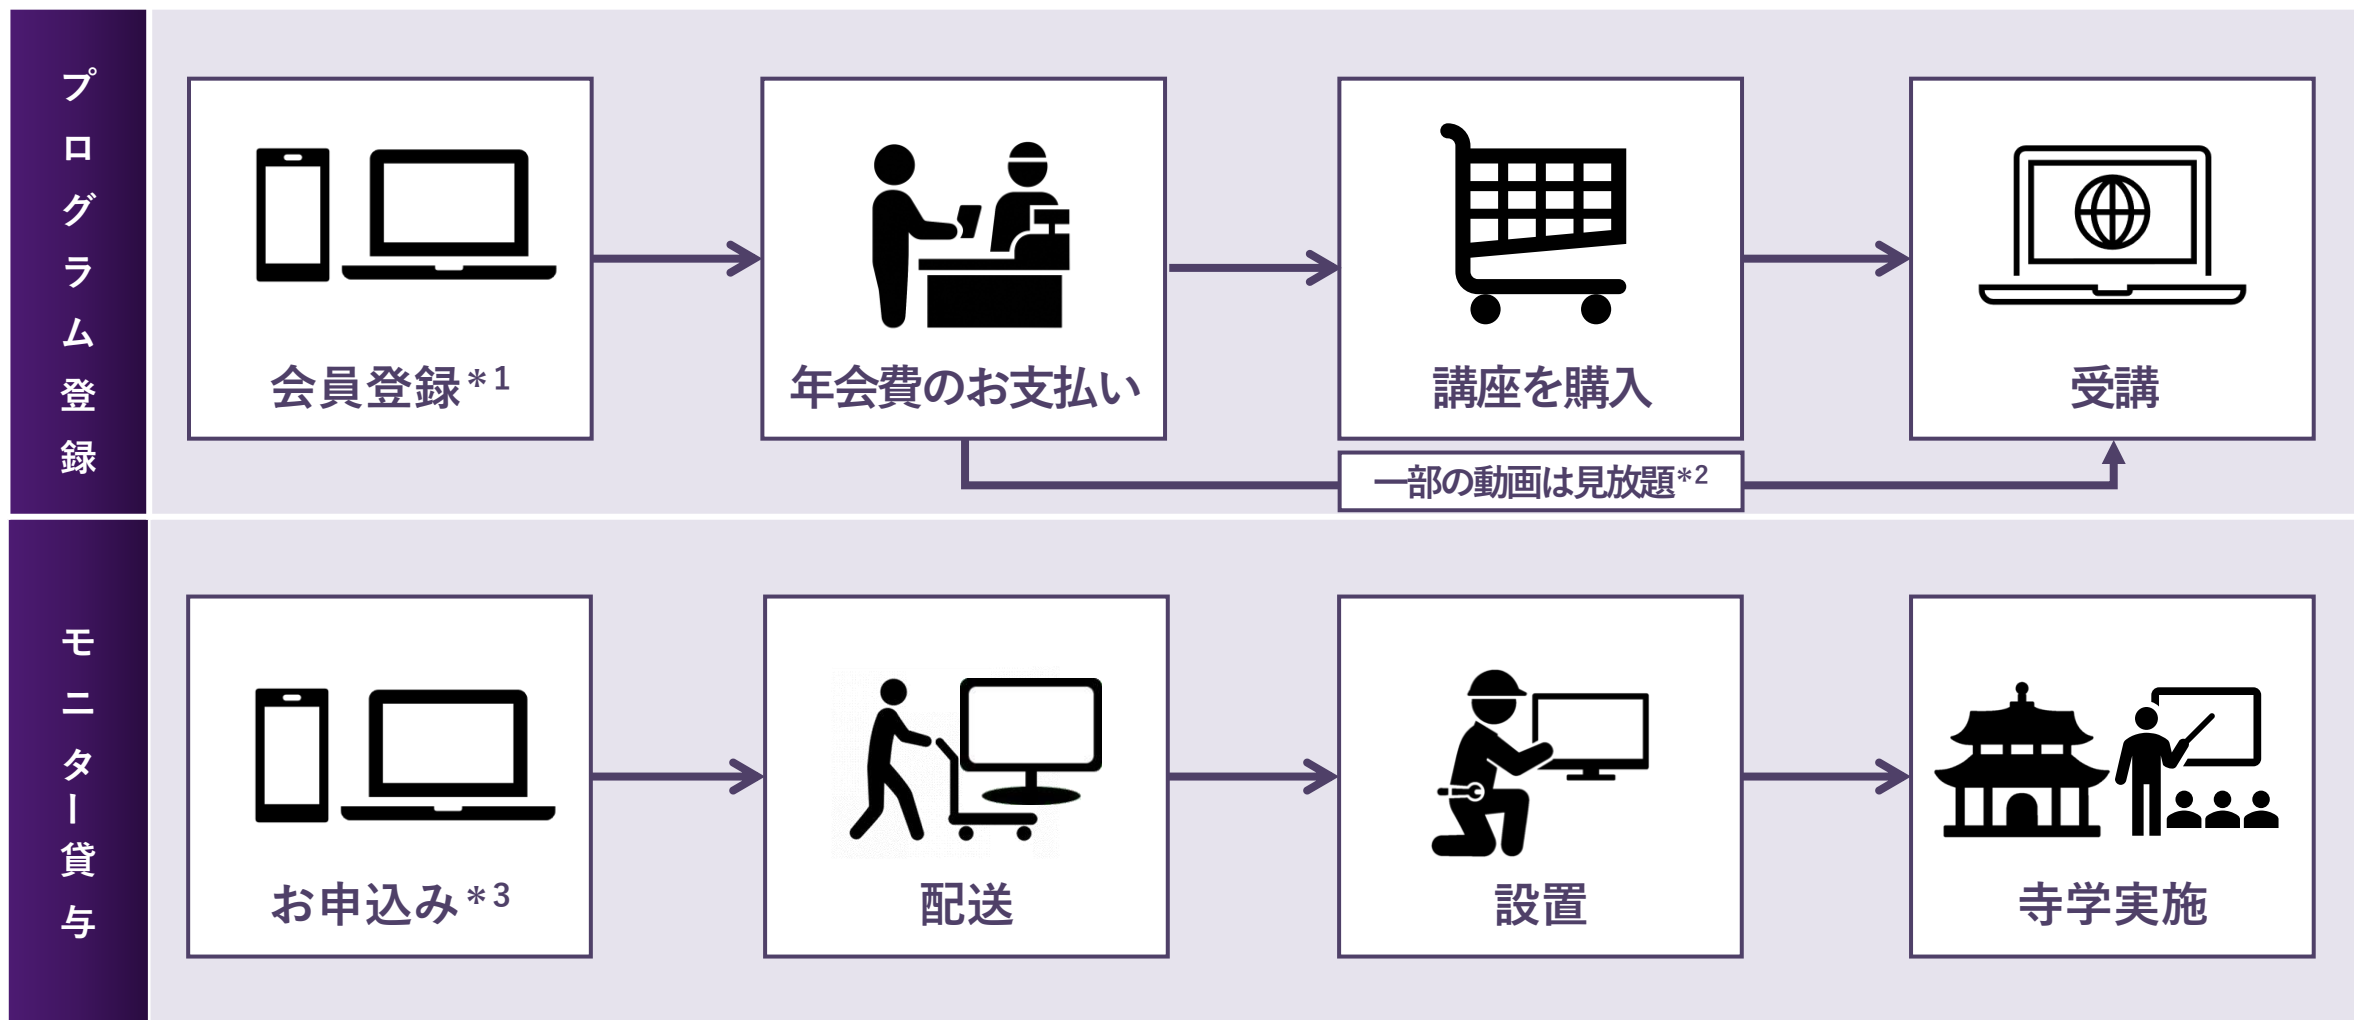 プログラム登録
会員登録*1
年会費のお支払い
講座を購入
受講
一部の動画は見放題*2
モニター貸与
お申込み*3
配送
設置
寺学実施